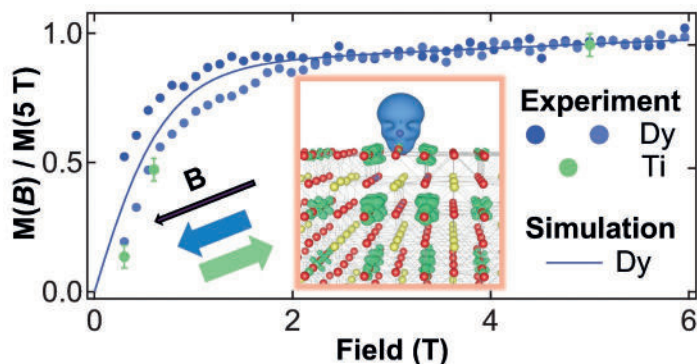 M(B) / M(5 T)
1.0
0.5
0.0
B
Experiment
Dy
Ti
Simulation
Dy
0
2
4
6
Field (T)